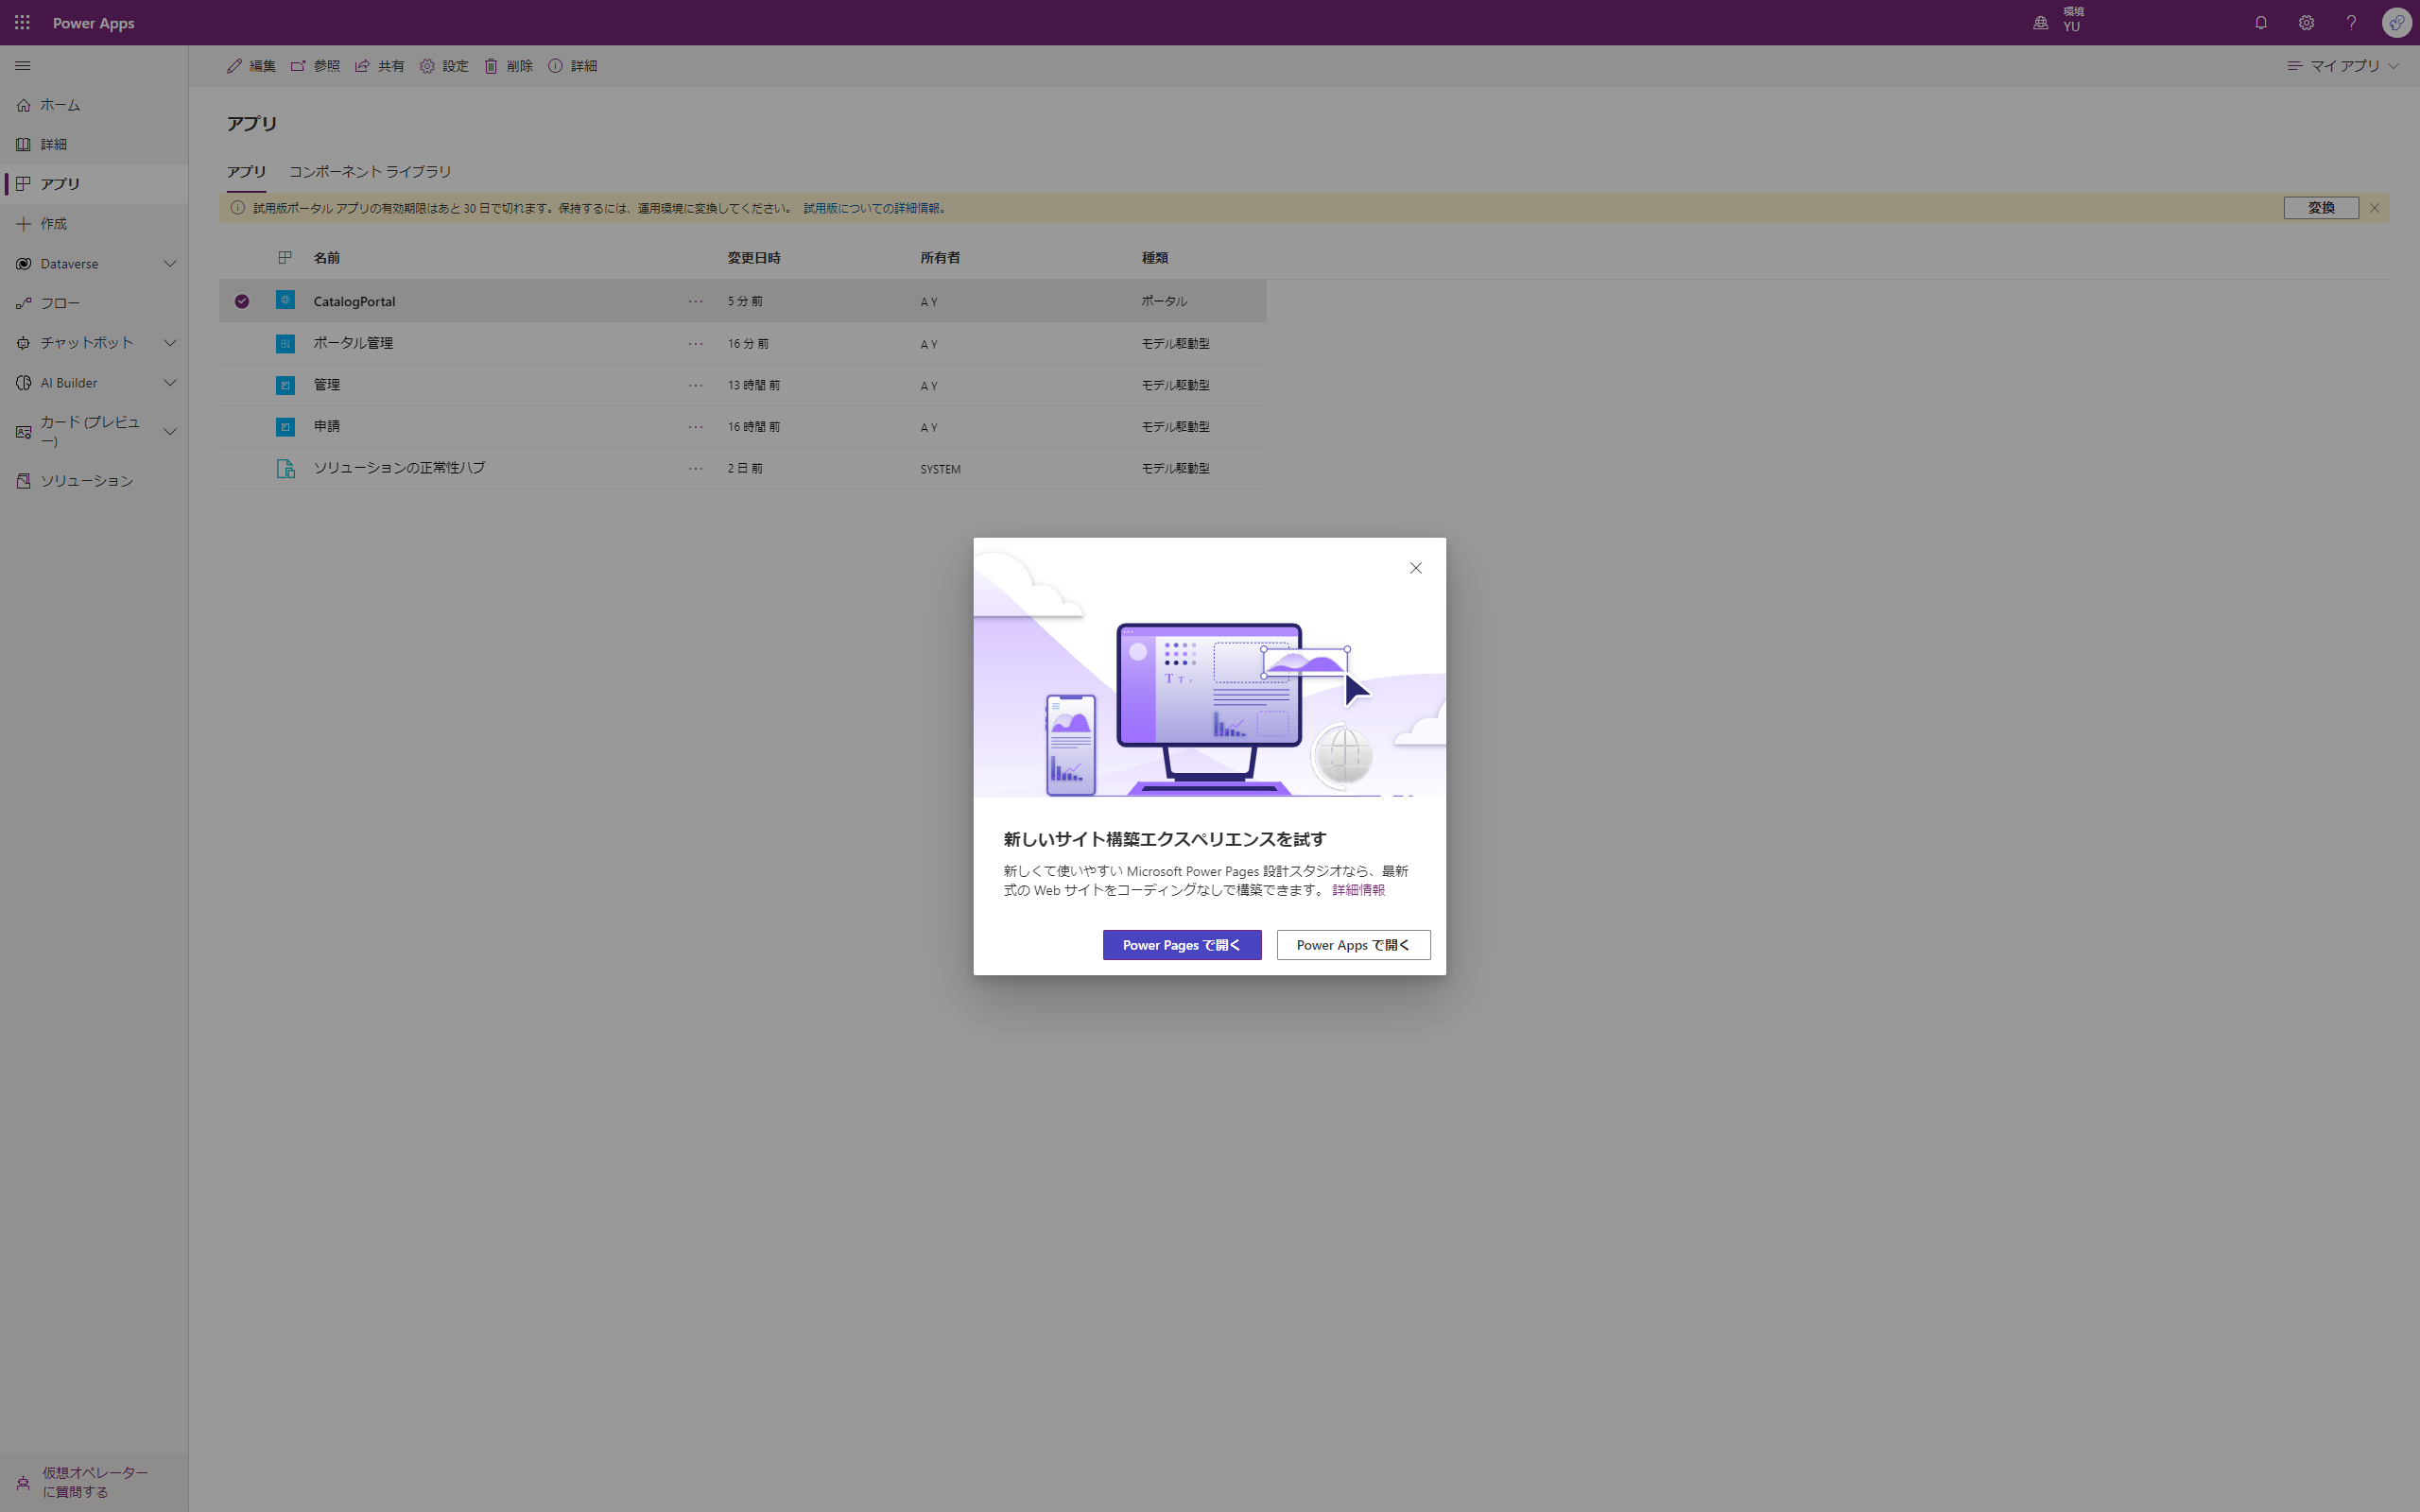 Power Apps
環境
YU
編集 参照 共有 設定 削除 詳細
マイ アプリ
ホーム
詳細
アプリ
作成
Dataverse
フロー
チャットボット
AI Builder
カード (プレビュ
ー)
ソリューション
アプリ
アプリ コンポーネント ライブラリ
試用版ポータル アプリの有効期限はあと 30 日で切れます。保持するには、運用環境に変換してください。 試用版についての詳細情報。
変換
名前 変更日時 所有者 種類
CatalogPortal ··· 5 分 前 A Y ポータル
ポータル管理 ··· 16 分 前 A Y モデル駆動型
管理 ··· 13 時間 前 A Y モデル駆動型
申請 ··· 16 時間 前 A Y モデル駆動型
ソリューションの正常性ハブ ··· 2 日 前 SYSTEM モデル駆動型
T T T
新しいサイト構築エクスペリエンスを試す
新しくて使いやすい Microsoft Power Pages 設計スタジオなら、最新
式の Web サイトをコーディングなしで構築できます。 詳細情報
Power Pages で開く Power Apps で開く
仮想オペレーター
に質問する